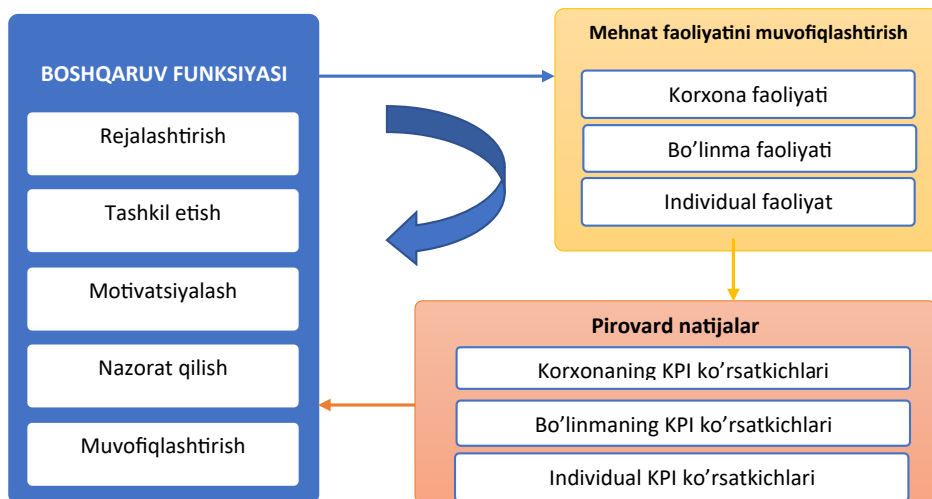 BOSHQARUV FUNKSIYASI
Rejalashtirish
Tashkil etish
Motivatsiyalash
Nazorat qilish
Muvofiqlashtirish
Mehnat faoliyatini muvofiqlashtirish
Korxona faoliyati
Bo’linma faoliyati
Individual faoliyat
Pirovard natijalar
Korxonaning KPI ko’rsatkichlari
Bo’linmaning KPI ko’rsatkichlari
Individual KPI ko’rsatkichlari